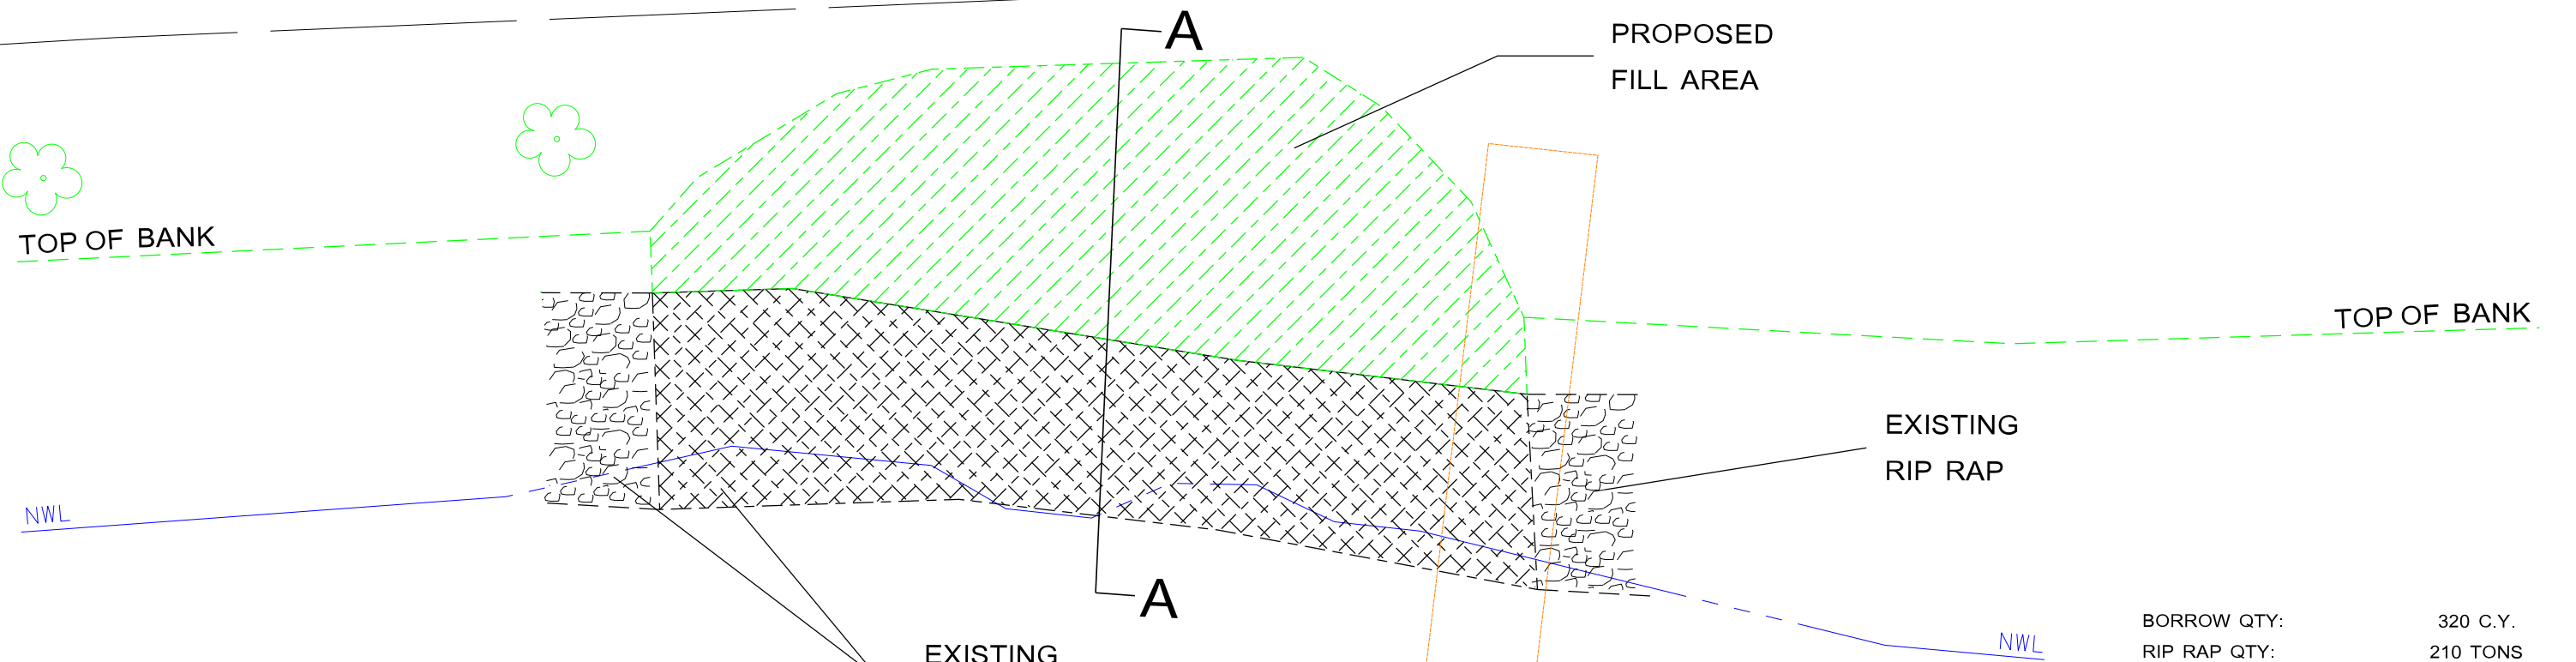 A
PROPOSED
FILL AREA
TOP OF BANK
TOP OF BANK
EXISTING
RIP RAP
NWL
A
BORROW QTY: 320 C.Y.
NWL
RIP RAP QTY: 210 TONS
EXISTING